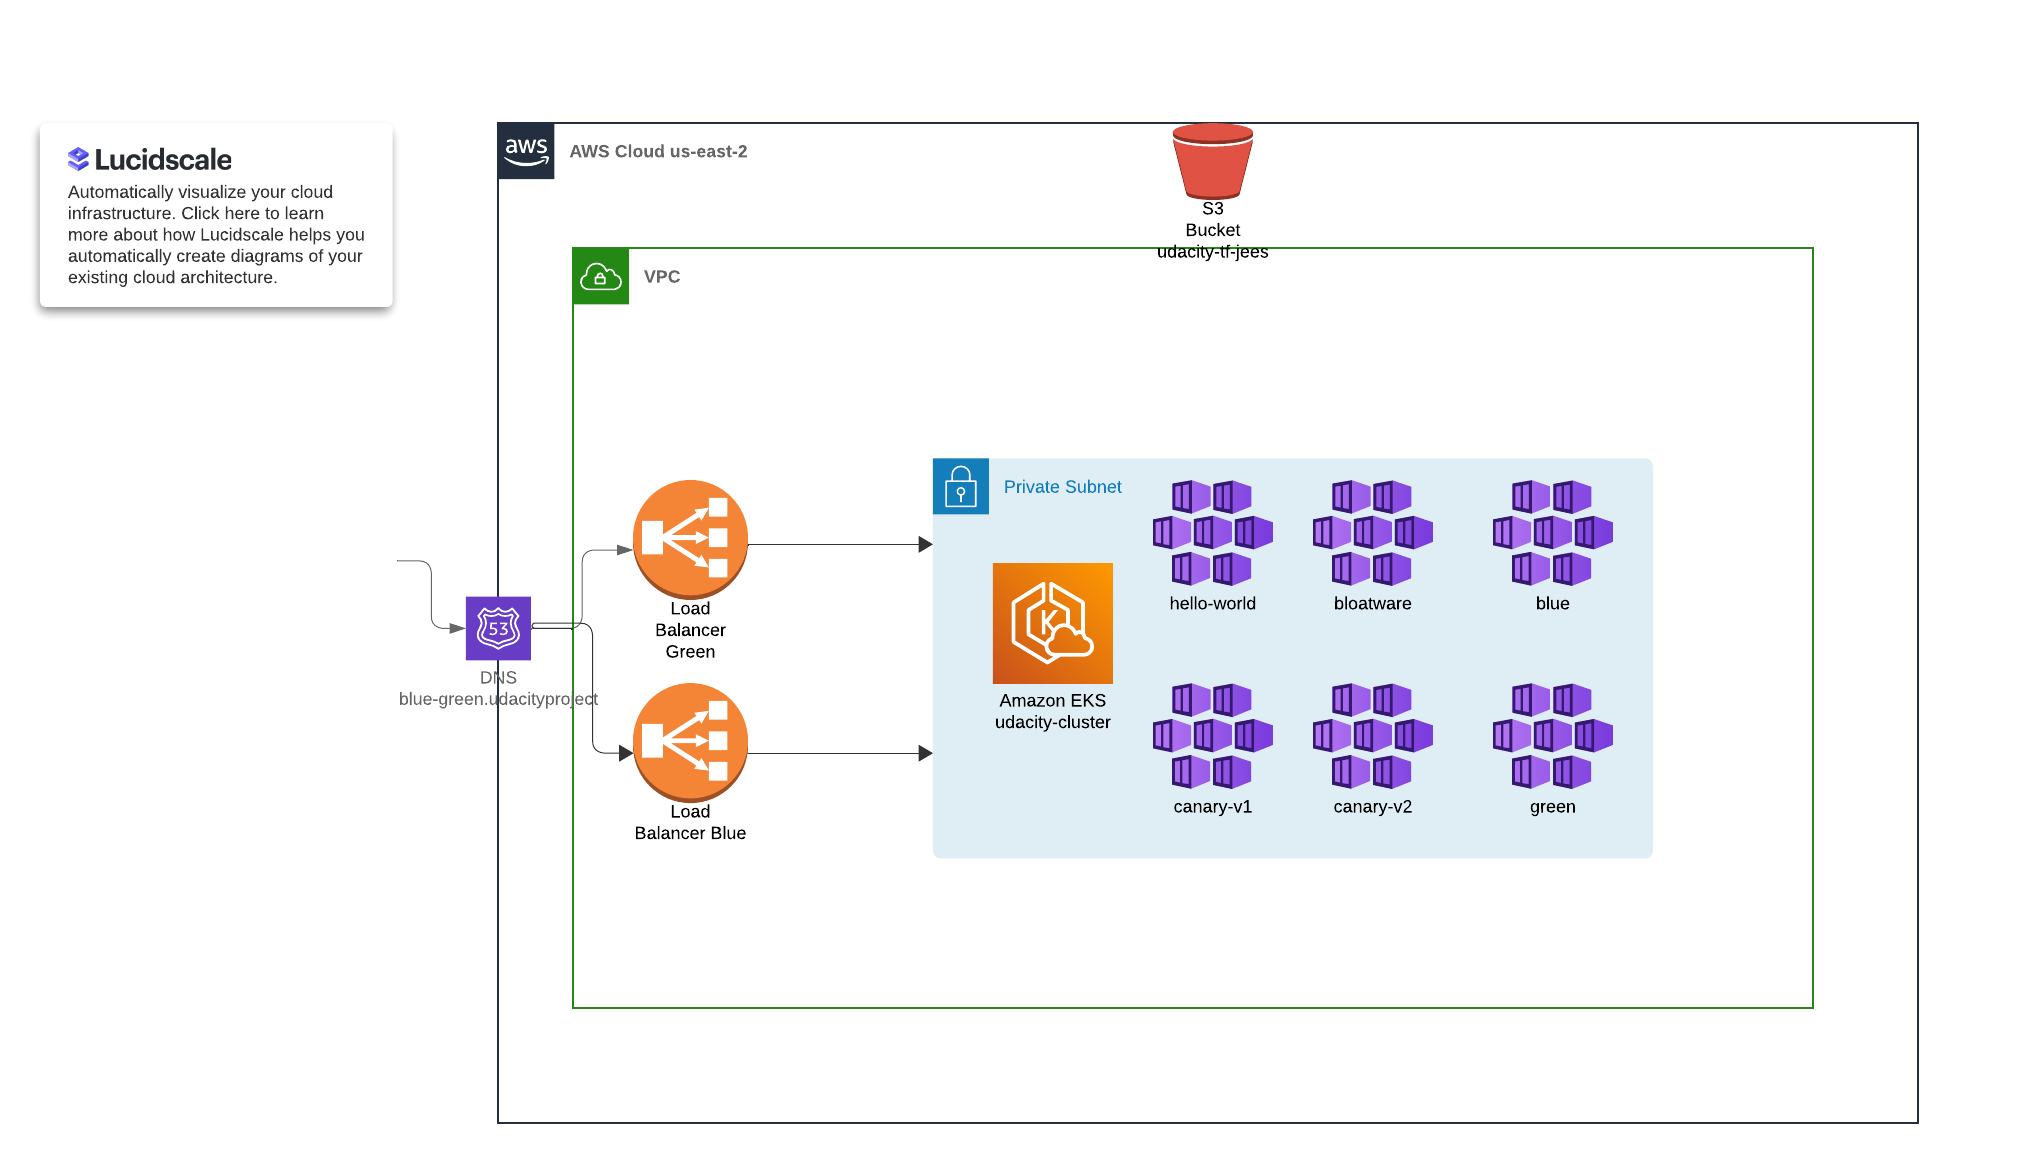 Lucidscale
Automatically visualize your cloud
infrastructure. Click here to learn
more about how Lucidscale helps you
automatically create diagrams of your
existing cloud architecture.
aws
AWS Cloud us-east-2
S3
Bucket
udacity-tf-jees
VPC
Private Subnet
hello-world
bloatware
blue
Load
Balancer
Green
53
DNS
blue-green.udacityproject
K
Amazon EKS
udacity-cluster
canary-v1
canary-v2
green
Load
Balancer Blue